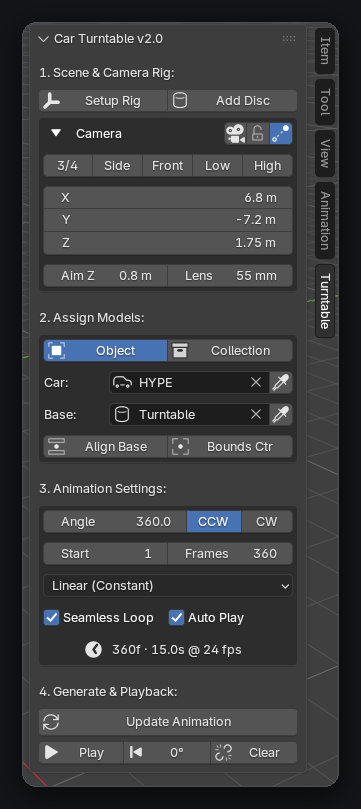 Car Turntable v2.0
1. Scene & Camera Rig:
Setup Rig Add Disc
Camera
3/4 Side Front Low High
X 6.8 m
Y -7.2 m
Z 1.75 m
Aim Z 0.8 m Lens 55 mm
2. Assign Models:
Object Collection
Car: HYPE
Base: Turntable
Align Base Bounds Ctr
3. Animation Settings:
Angle 360.0 CCW CW
Start 1 Frames 360
Linear (Constant)
Seamless Loop Auto Play
360f · 15.0s @ 24 fps
4. Generate & Playback:
Update Animation
Play 0° Clear
Item
Tool
View
Animation
Turntable